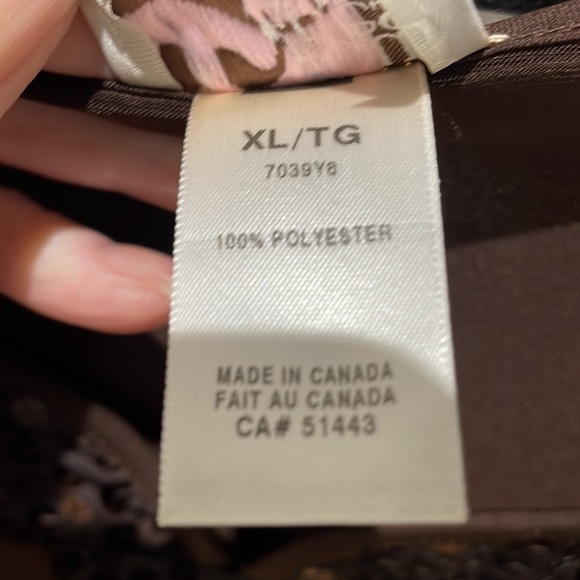 XL/TG
7039Y8
100% POLYESTER
MADE IN CANADA
FAIT AU CANADA
CA# 51443